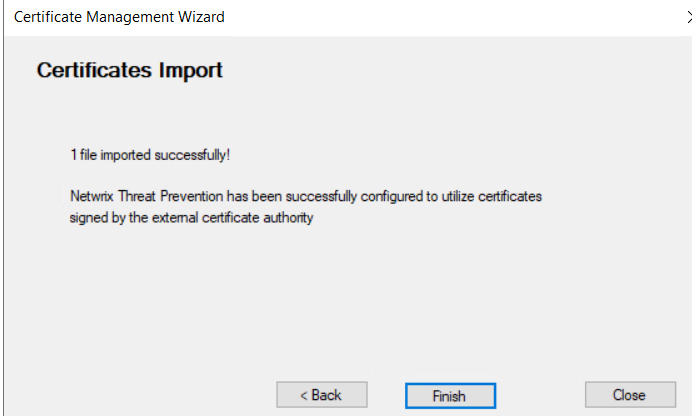 Certificate Management Wizard
Certificates Import
1 file imported successfully!
Netwrix Threat Prevention has been successfully configured to utilize certificates
signed by the external certificate authority
< Back
Finish
Close